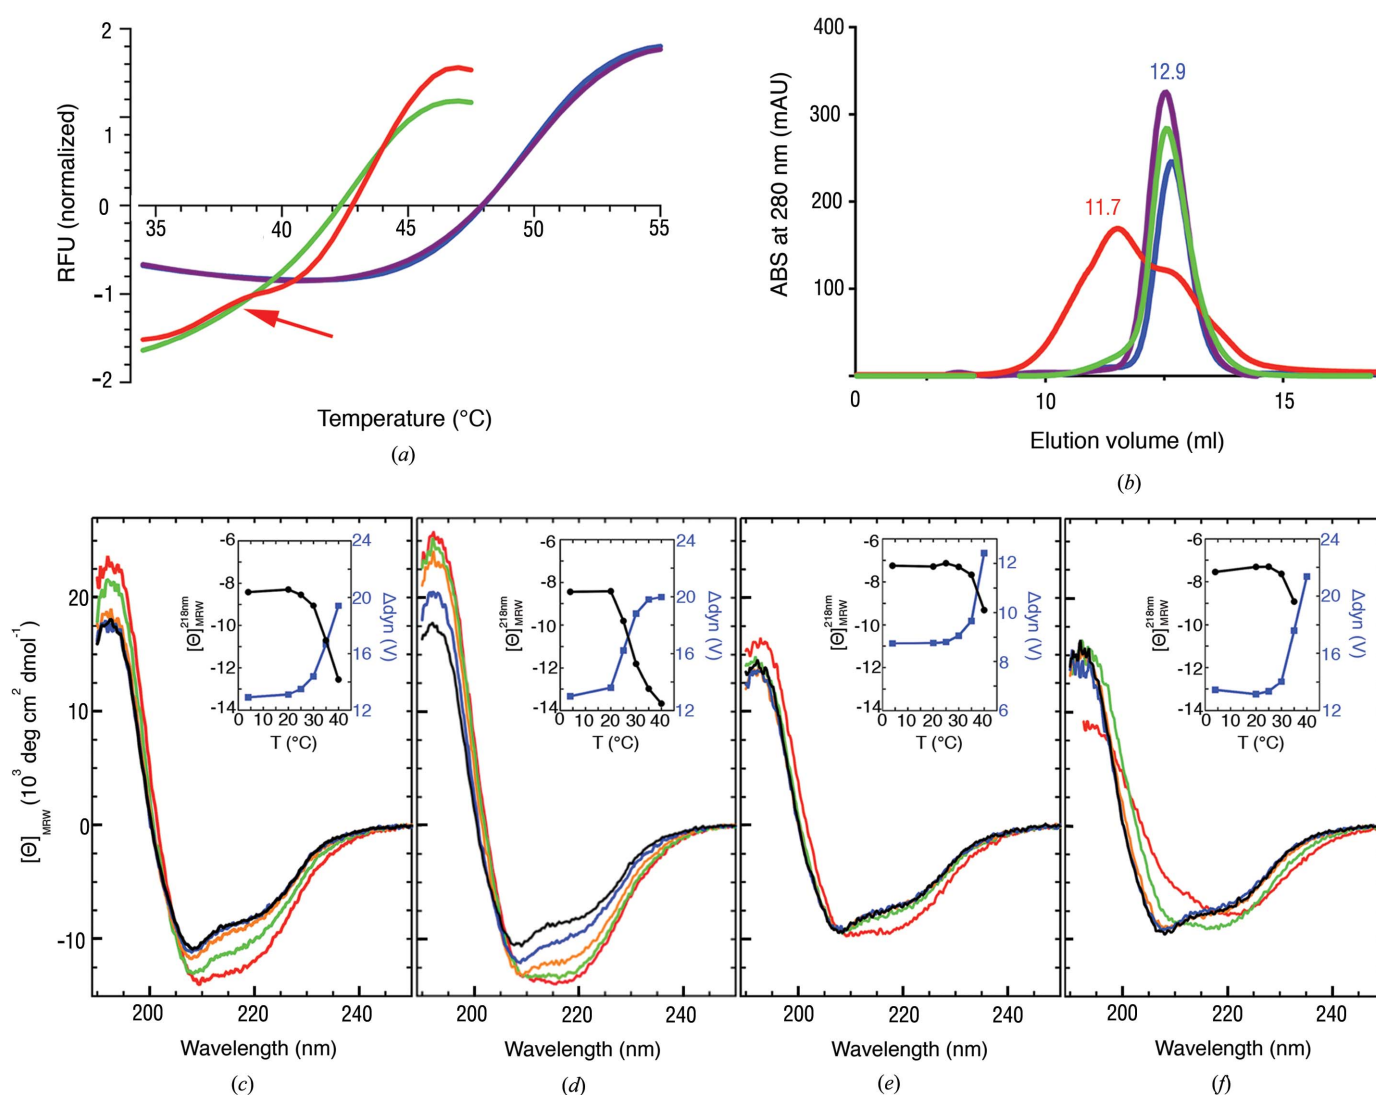 2
1
0
-1
-2
RFU (normalized)
35
40
45
50
55
Temperature (°C)
(a)
400
300
200
100
ABS at 280 nm (mAU)
12.9
11.7
0
10
15
Elution volume (ml)
(b)
20
10
0
-10
[Θ]MRW (10³ deg cm² dmol⁻¹)
-6
-8
-10
-12
-14
[Θ]218nm MRW
24
20
16
12
Δdyn (V)
0 10 20 30 40
T (°C)
200 220 240
Wavelength (nm)
(c)
-6
-8
-10
-12
-14
[Θ]218nm MRW
24
20
16
12
Δdyn (V)
0 10 20 30 40
T (°C)
200 220 240
Wavelength (nm)
(d)
-6
-8
-10
-12
-14
[Θ]218nm MRW
12
10
8
6
Δdyn (V)
0 10 20 30 40
T (°C)
200 220 240
Wavelength (nm)
(e)
-6
-8
-10
-12
-14
[Θ]218nm MRW
24
20
16
12
Δdyn (V)
0 10 20 30 40
T (°C)
200 220 240
Wavelength (nm)
(f)